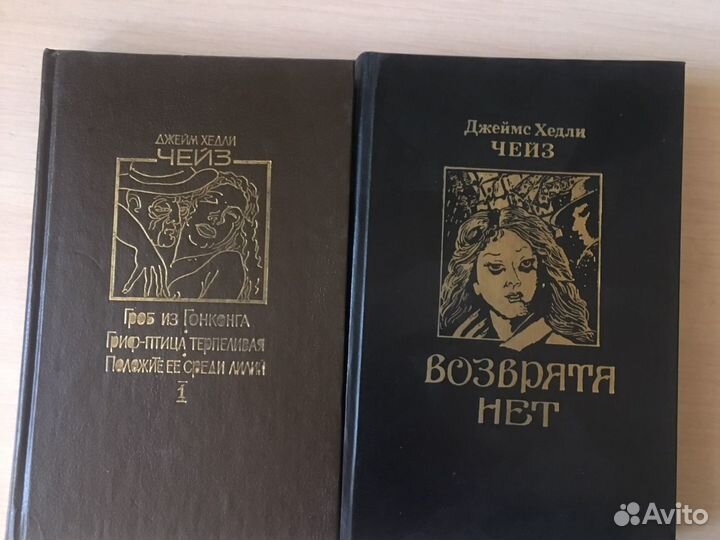 ДЖЕЙМ ХЕДЛИ
ЧЕЙЗ
ГРОБ ИЗ ГОНКОНГА
ГРИФ-ПТИЦА ТЕРПЕЛИВАЯ
ПОЛОЖИТЕ ЕЕ СРЕДИ ЛИЛИЙ
1
Джеймс Хедли
ЧЕЙЗ
ВОЗВРАТА
НЕТ
Avito